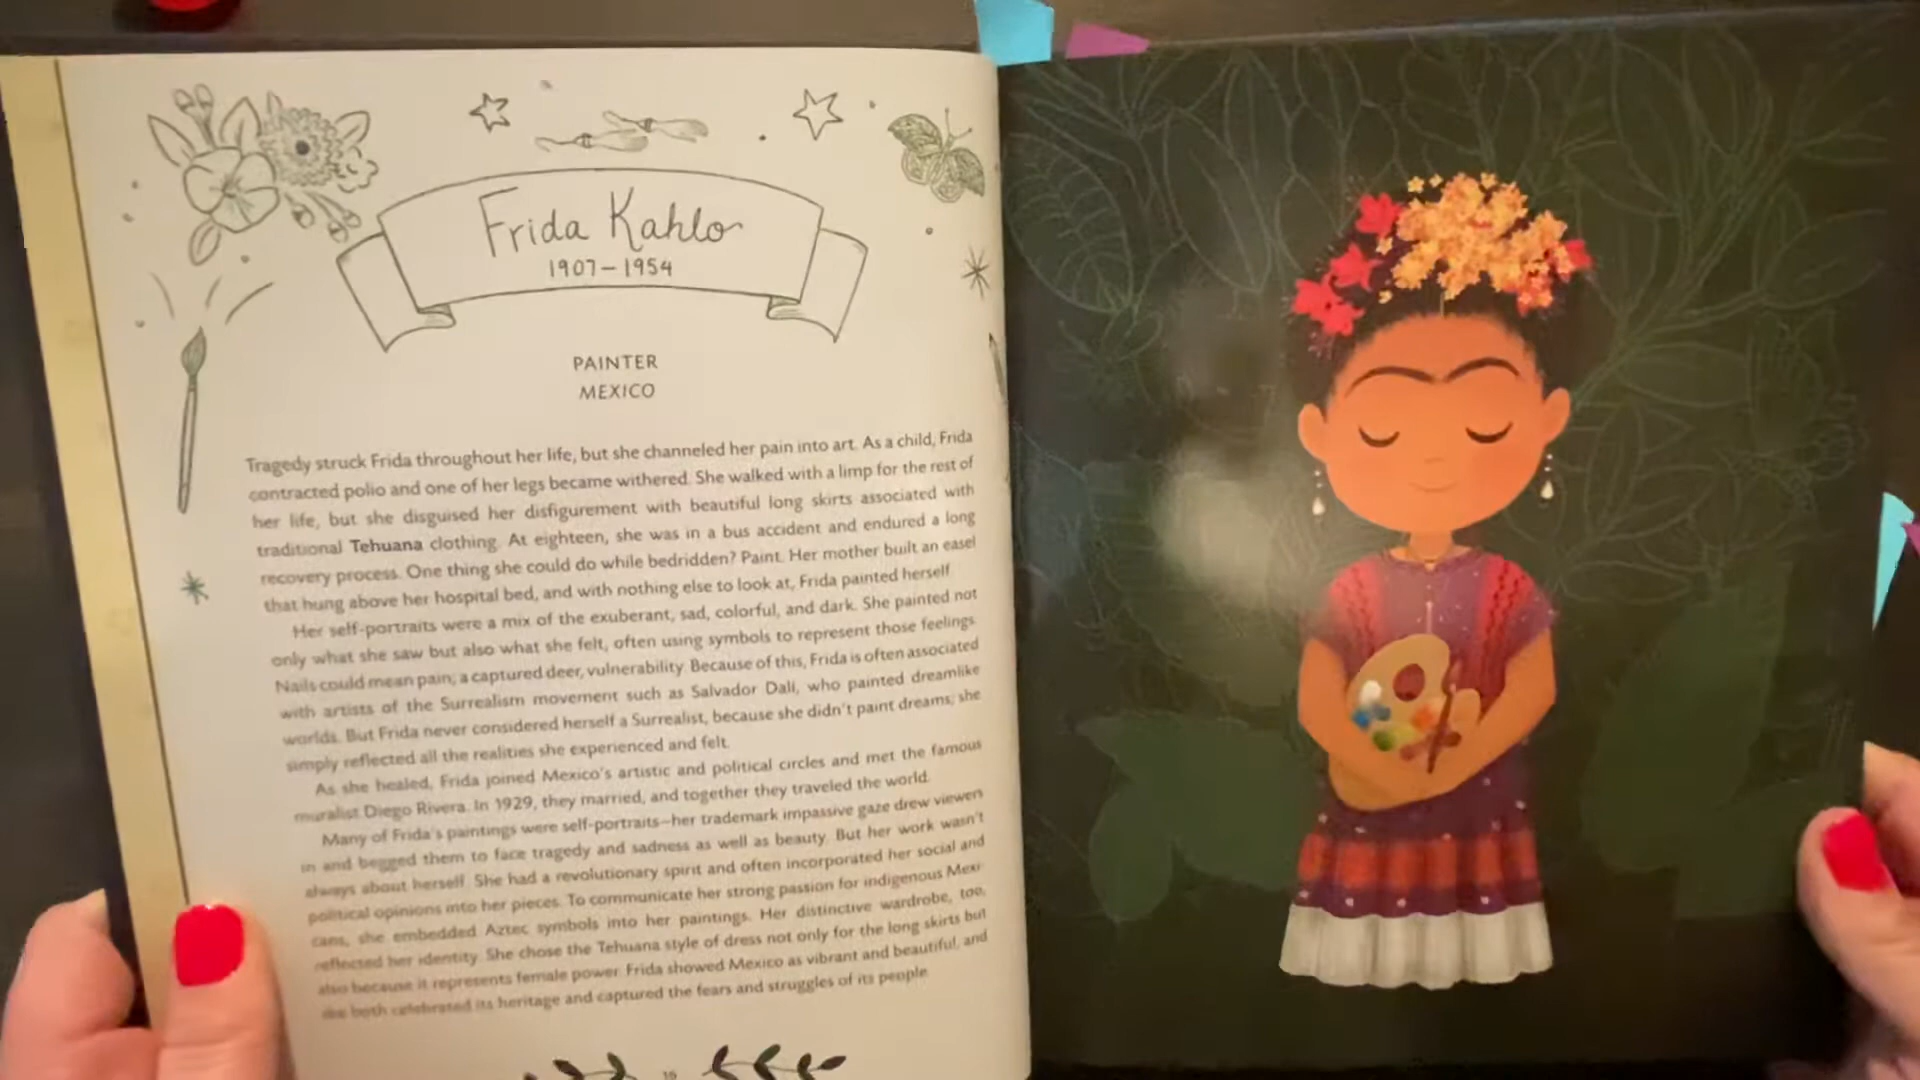 Frida Kahlo
1907–1954
PAINTER
MEXICO
Tragedy struck Frida throughout her life, but she channeled her pain into art. As a child, Frida
contracted polio and one of her legs became withered. She walked with a limp for the rest of
her life, but she disguised her disfigurement with beautiful long skirts associated with
traditional Tehuana clothing. At eighteen, she was in a bus accident and endured a long
recovery process. One thing she could do while bedridden? Paint. Her mother built an easel
that hung above her hospital bed, and with nothing else to look at, Frida painted herself.
Her self-portraits were a mix of the exuberant, sad, colorful, and dark. She painted not
only what she saw but also what she felt, often using symbols to represent those feelings.
Nails could mean pain; a captured deer, vulnerability. Because of this, Frida is often associated
with artists of the Surrealism movement such as Salvador Dalí, who painted dreamlike
worlds. But Frida never considered herself a Surrealist, because she didn't paint dreams; she
simply reflected all the realities she experienced and felt.
As she healed, Frida joined Mexico's artistic and political circles and met the famous
muralist Diego Rivera. In 1929, they married, and together they traveled the world.
Many of Frida's paintings were self-portraits—her trademark impassive gaze drew viewers
in and begged them to face tragedy and sadness as well as beauty. But her work wasn't
always about herself. She had a revolutionary spirit and often incorporated her social and
political opinions into her pieces. To communicate her strong passion for indigenous Mexi-
cans, she embedded Aztec symbols into her paintings. Her distinctive wardrobe, too,
reflected her identity. She chose the Tehuana style of dress not only for the long skirts but
also because it represents female power. Frida showed Mexico as vibrant and beautiful, and
she both celebrated its heritage and captured the fears and struggles of its people.